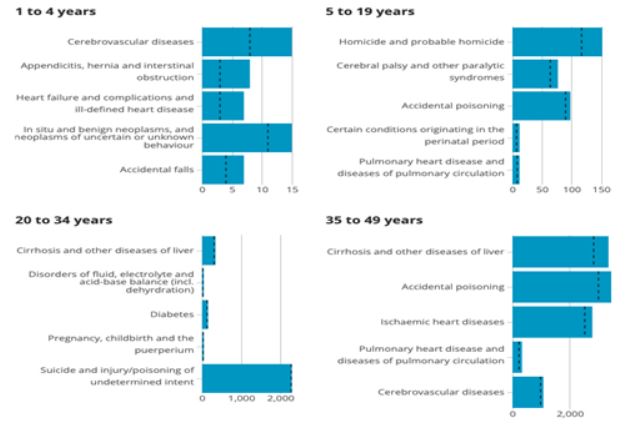 1 to 4 years
Cerebrovascular diseases
Appendicitis, hernia and interstinal
obstruction
Heart failure and complications and
ill-defined heart disease
In situ and benign neoplasms, and
neoplasms of uncertain or unknown
behaviour
Accidental falls
0 5 10 15
5 to 19 years
Homicide and probable homicide
Cerebral palsy and other paralytic
syndromes
Accidental poisoning
Certain conditions originating in the
perinatal period
Pulmonary heart disease and
diseases of pulmonary circulation
0 50 100 150
20 to 34 years
Cirrhosis and other diseases of liver
Disorders of fluid, electrolyte and
acid-base balance (incl.
dehyrdration)
Diabetes
Pregnancy, childbirth and the
puerperium
Suicide and injury/poisoning of
undetermined intent
0 1,000 2,000
35 to 49 years
Cirrhosis and other diseases of liver
Accidental poisoning
Ischaemic heart diseases
Pulmonary heart disease and
diseases of pulmonary circulation
Cerebrovascular diseases
0 2,000